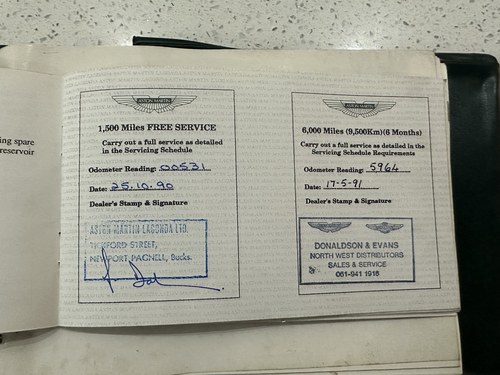 ing spare
reservoir
ASTON MARTIN
1,500 Miles FREE SERVICE
Carry out a full service as detailed
in the Servicing Schedule
Odometer Reading: 00531
Date: 25.10.90
Dealer's Stamp & Signature
ASTON MARTIN LAGONDA LTD.
TICKFORD STREET,
NEWPORT PAGNELL, Bucks.
ASTON MARTIN
6,000 Miles (9,500Km)(6 Months)
Carry out a full service as detailed in the
Servicing Schedule Requirements
Odometer Reading: 5964
Date: 17-5-91
Dealer's Stamp & Signature
DONALDSON & EVANS
NORTH WEST DISTRIBUTORS
SALES & SERVICE
061-941 1916